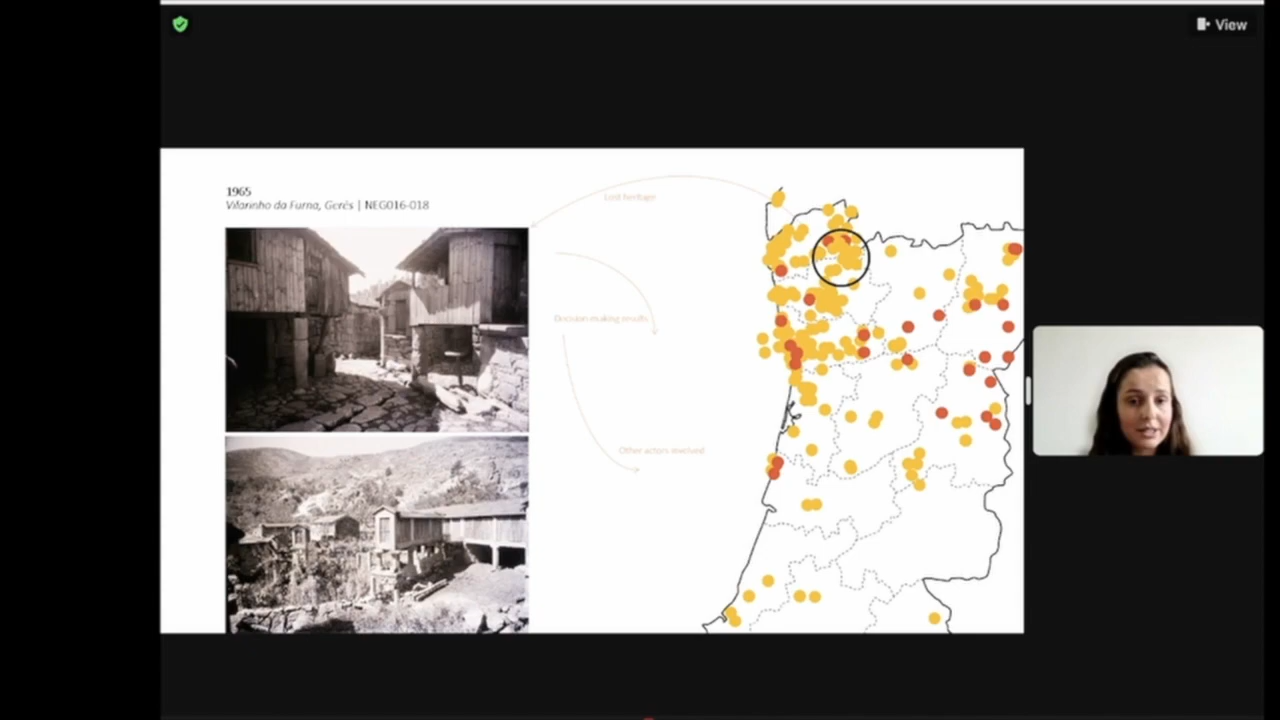 View
1965
Vilarinho da Furna, Gerês | NEG016-018
Lost heritage
Decision-making results
Other actors involved